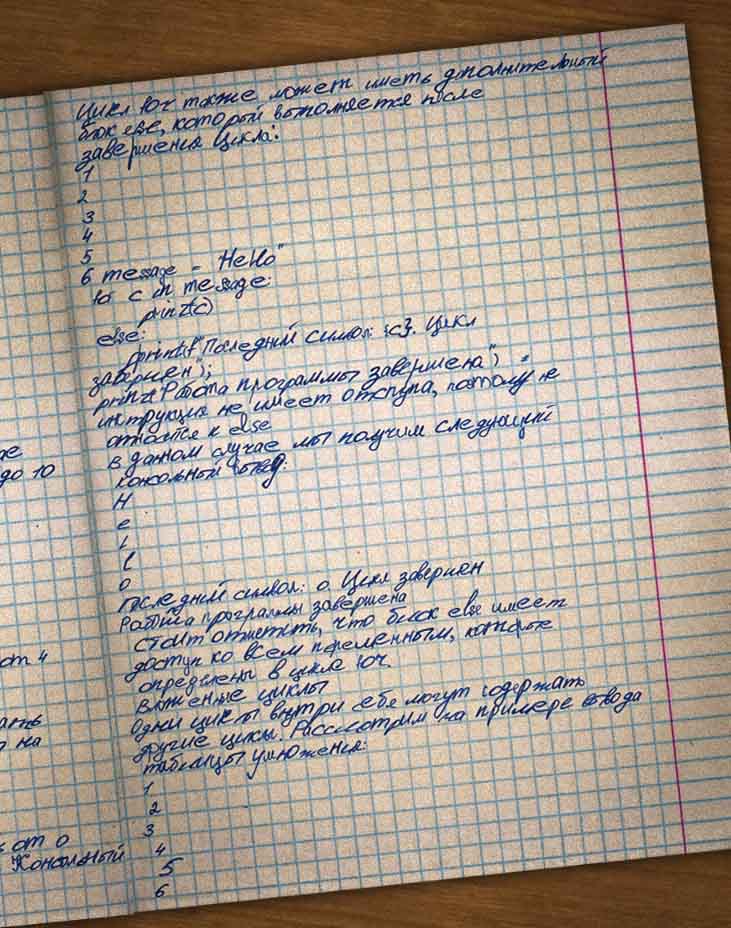 Цикл юч также может иметь дополнительный
блок else, который выполняется после
завершения цикла:
1
2
3
4
5
6 message = Hello"
for c in message:
print(c)
else:
print(f"Последний символ: {c}. Цикл
завершен");
print("Работа программы завершена") -
инструкция не имеет отступа, поэтому не
относится к else
в данном случае мы получим следующий
консольный вывод:
H
e
l
l
o
Последний символ: o Цикл завершен
Работа программы завершена
стоит отметить, что блок else имеет
доступ ко всем переменным, которые
определены в цикле юч
Вложенные циклы
Одни циклы внутри себя могут содержать
другие циклы. Рассмотрим на примере вывода
таблицы умножения:
1
2
3
4
5
6
до 10
от 4
на
от 0
Консольный